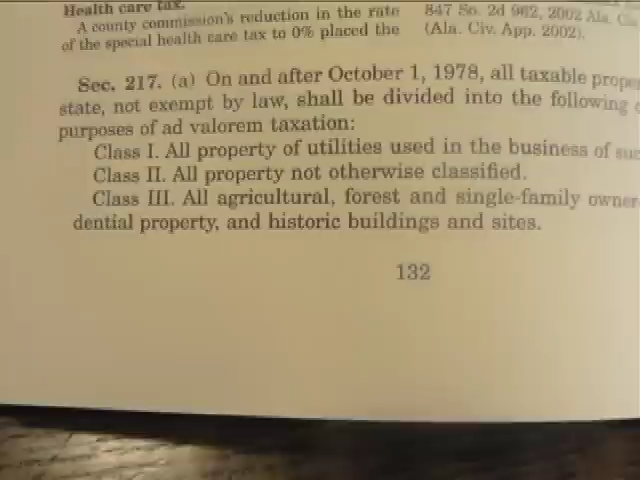 Health care tax.
A county commission's reduction in the rate
of the special health care tax to 0% placed the
847 So. 2d 962, 2002 Ala.
(Ala. Civ. App. 2002).
Sec. 217. (a) On and after October 1, 1978, all taxable
state, not exempt by law, shall be divided into the following
purposes of ad valorem taxation:
Class I. All property of utilities used in the business of
Class II. All property not otherwise classified.
Class III. All agricultural, forest and single-family owner-
dential property, and historic buildings and sites.
132